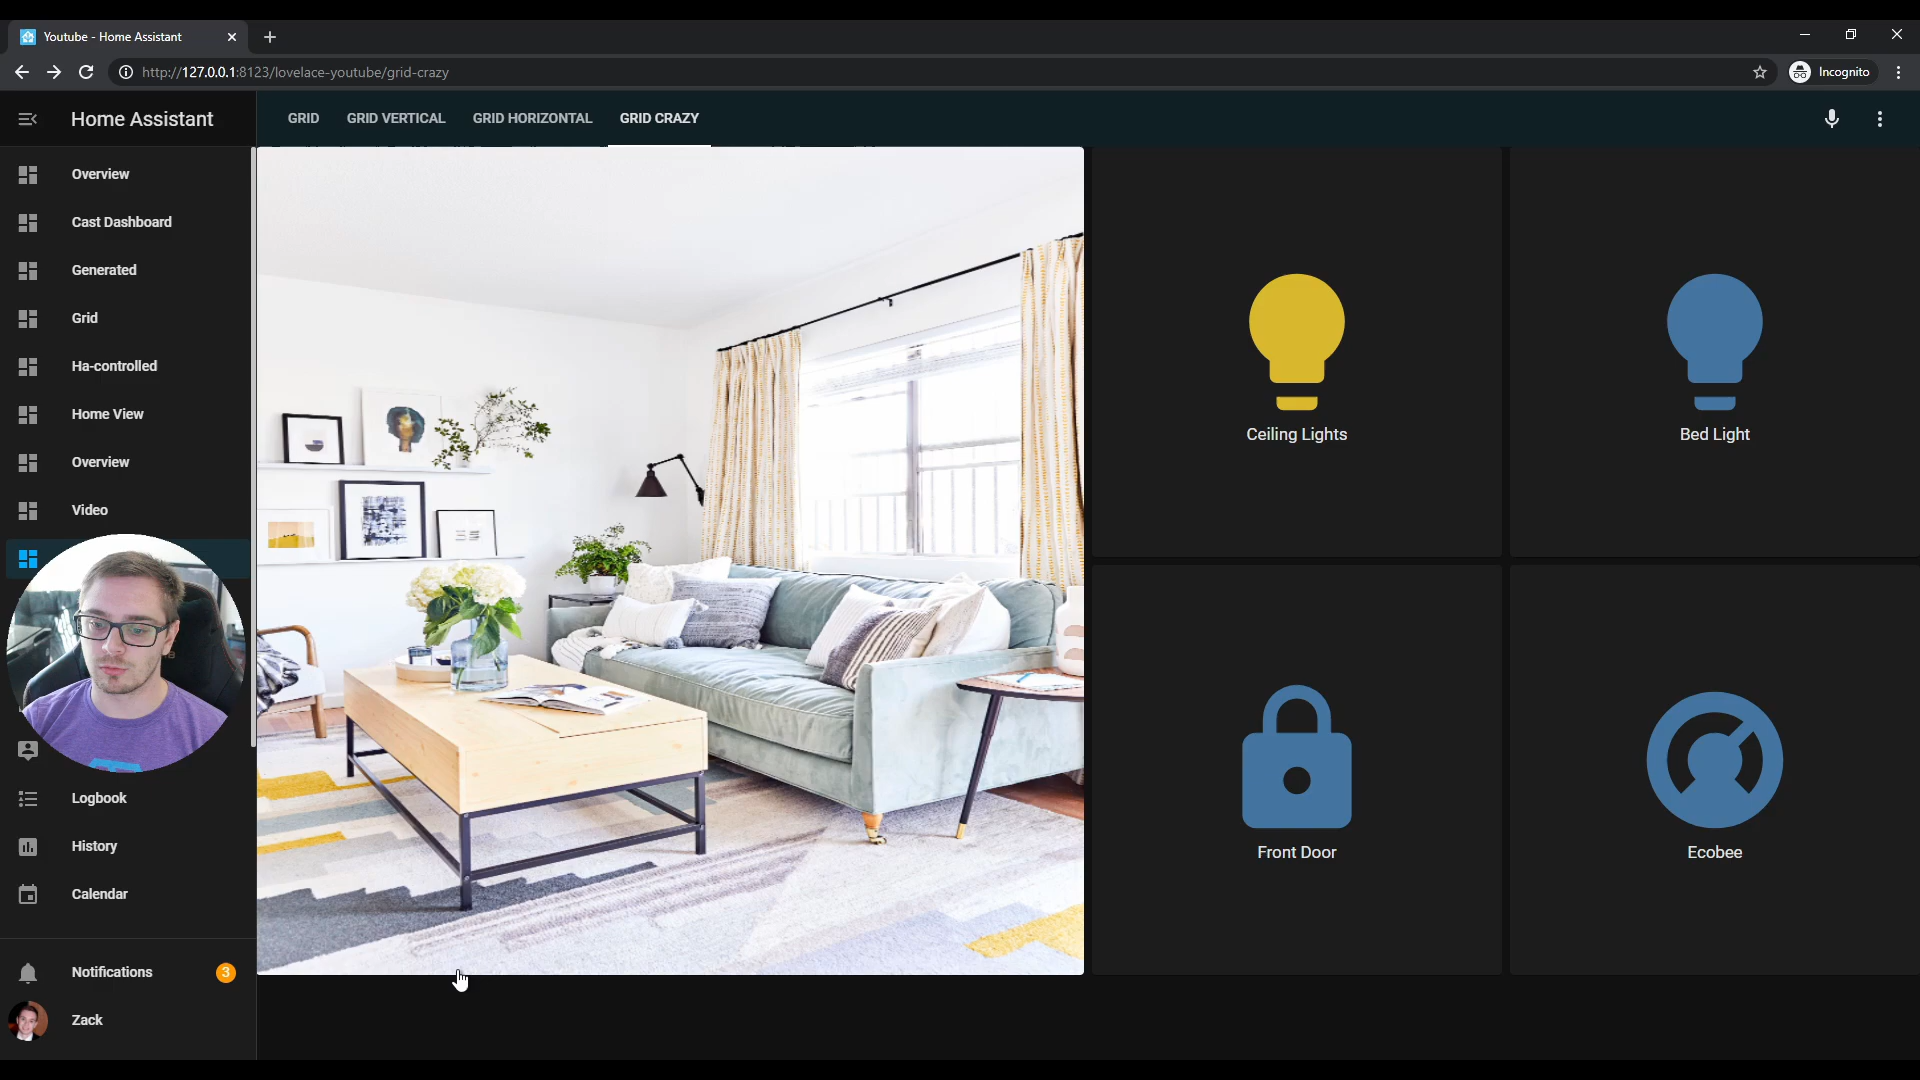 Youtube - Home Assistant
http://127.0.0.1:8123/lovelace-youtube/grid-crazy
Incognito
Home Assistant
GRID
GRID VERTICAL
GRID HORIZONTAL
GRID CRAZY
Overview
Cast Dashboard
Generated
Grid
Ha-controlled
Home View
Overview
Video
Logbook
History
Calendar
Notifications
3
Zack
Ceiling Lights
Bed Light
Front Door
Ecobee